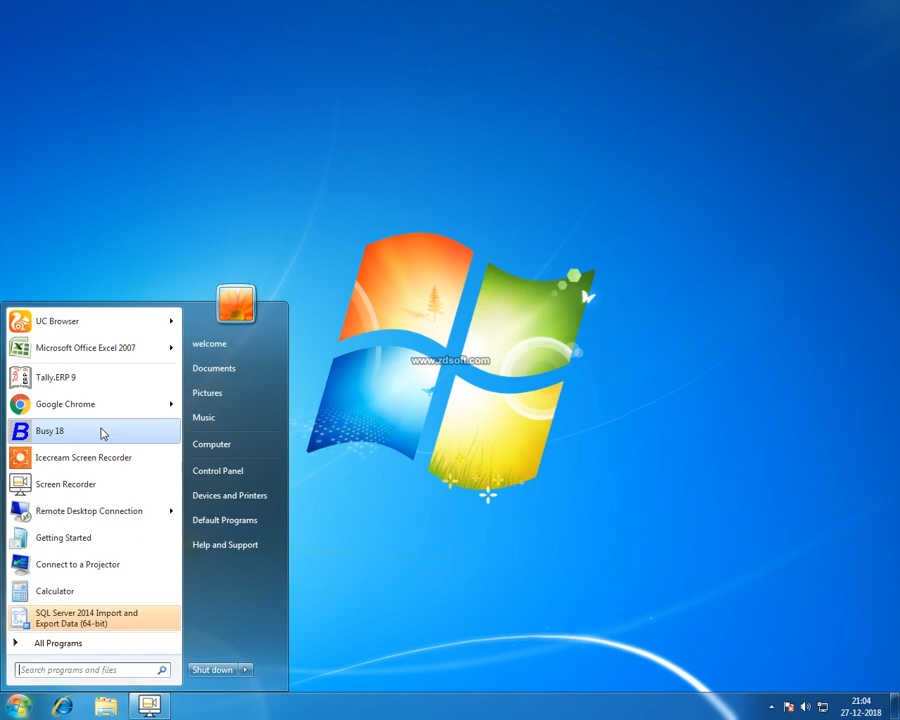 www.zdsoft.com
UC Browser
Microsoft Office Excel 2007
Tally.ERP 9
Google Chrome
B Busy 18
Icecream Screen Recorder
Screen Recorder
Remote Desktop Connection
Getting Started
Connect to a Projector
Calculator
SQL Server 2014 Import and
Export Data (64-bit)
All Programs
Search programs and files
welcome
Documents
Pictures
Music
Computer
Control Panel
Devices and Printers
Default Programs
Help and Support
Shut down
21:04
27-12-2018